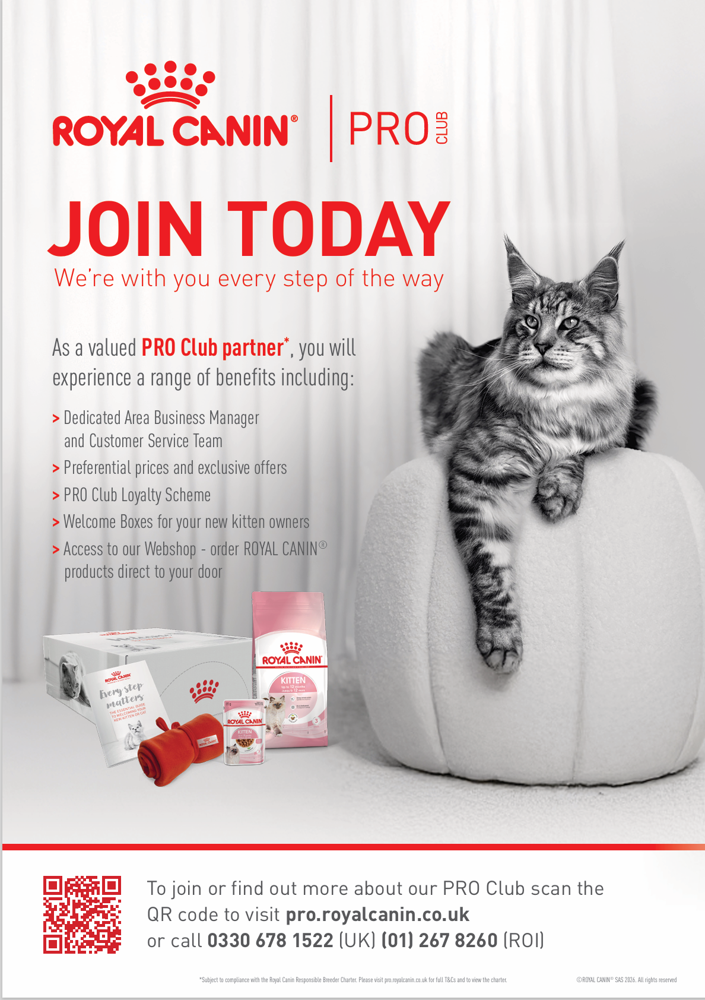 ROYAL CANIN®
PRO CLUB
JOIN TODAY
We're with you every step of the way
As a valued PRO Club partner*, you will
experience a range of benefits including:
> Dedicated Area Business Manager
and Customer Service Team
> Preferential prices and exclusive offers
> PRO Club Loyalty Scheme
> Welcome Boxes for your new kitten owners
> Access to our Webshop - order ROYAL CANIN®
products direct to your door
ROYAL CANIN
Every step
matters
THE ESSENTIAL GUIDE
TO WELCOMING YOUR
NEW KITTEN OR CAT
ROYAL CANIN
ROYAL CANIN
KITTEN
ROYAL CANIN
KITTEN
Up to 12 months
3
To join or find out more about our PRO Club scan the
QR code to visit pro.royalcanin.co.uk
or call 0330 678 1522 (UK) (01) 267 8260 (ROI)
*Subject to compliance with the Royal Canin Responsible Breeder Charter. Please visit pro.royalcanin.co.uk for full T&Cs and to view the charter.
©ROYAL CANIN® SAS 2026. All rights reserved